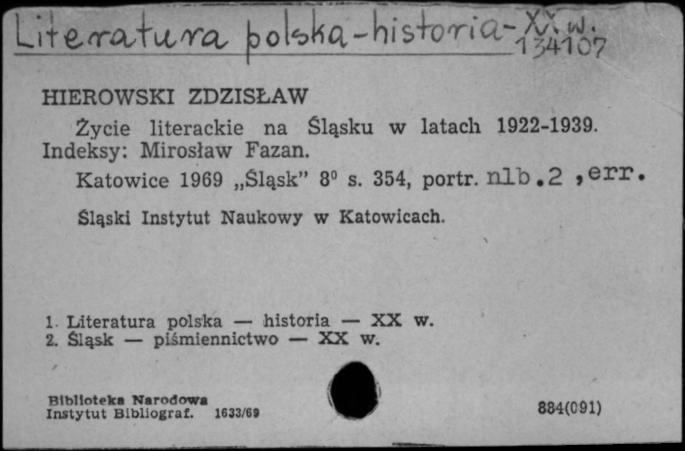 Literatura polska-historia-XX w.
134107
HIEROWSKI ZDZISŁAW
Życie literackie na Śląsku w latach 1922-1939.
Indeksy: Mirosław Fazan.
Katowice 1969 „Śląsk” 8⁰ s. 354, portr. nlb.2 ,err.
Śląski Instytut Naukowy w Katowicach.
1. Literatura polska — historia — XX w.
2. Śląsk — piśmiennictwo — XX w.
Biblioteka Narodowa
Instytut Bibliograf. 1633/69
884(091)